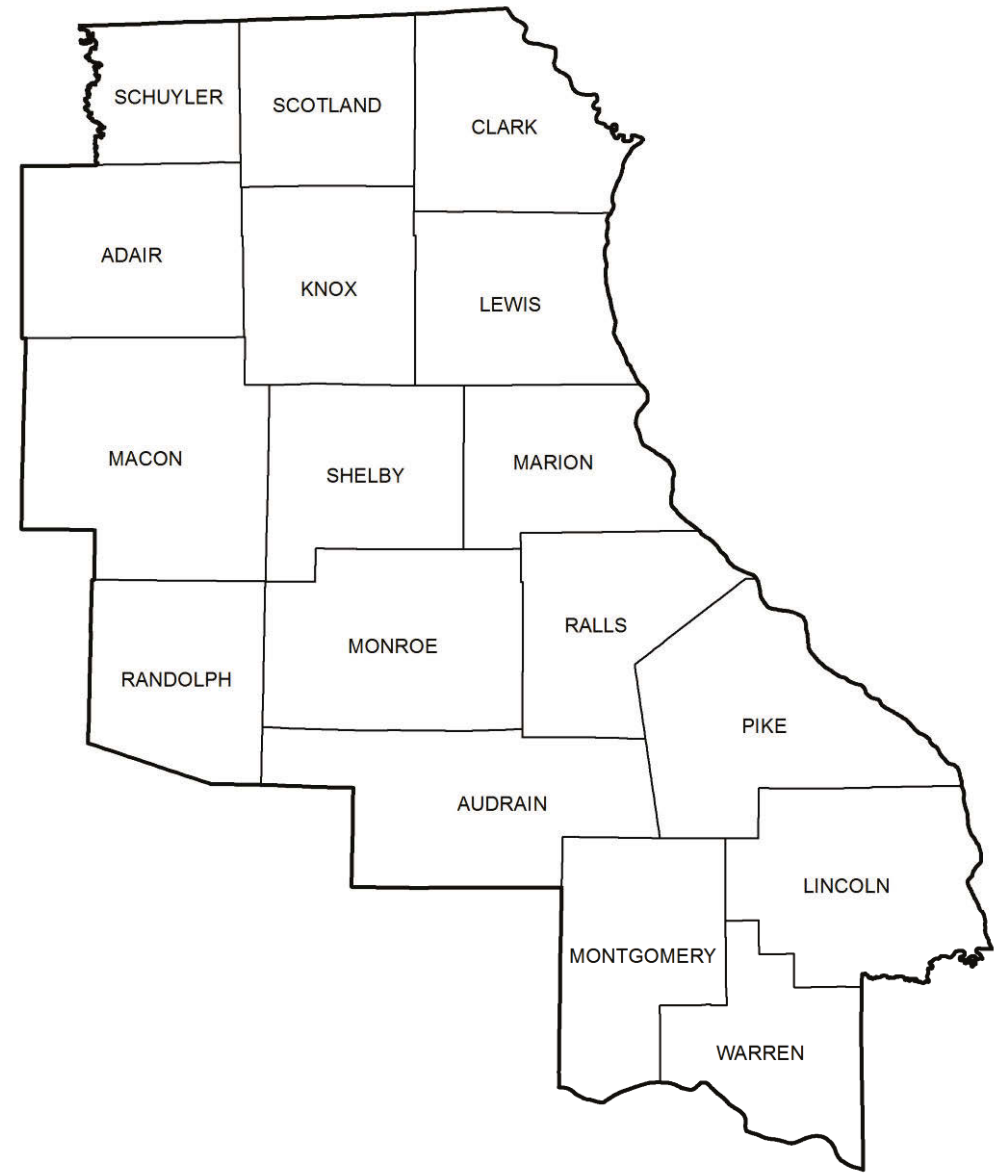 SCHUYLER
SCOTLAND
CLARK
ADAIR
KNOX
LEWIS
MACON
SHELBY
MARION
RANDOLPH
MONROE
RALLS
PIKE
AUDRAIN
LINCOLN
MONTGOMERY
WARREN